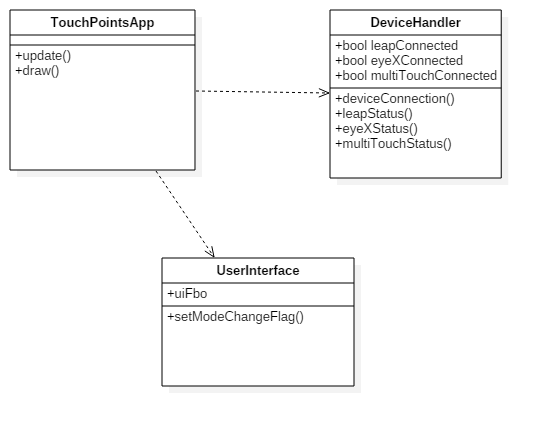 TouchPointsApp
+update()
+draw()
DeviceHandler
+bool leapConnected
+bool eyeXConnected
+bool multiTouchConnected
+deviceConnection()
+leapStatus()
+eyeXStatus()
+multiTouchStatus()
UserInterface
+uiFbo
+setModeChangeFlag()